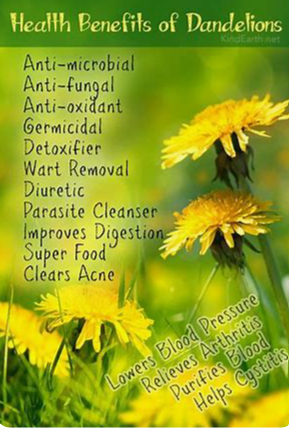 Health Benefits of Dandelions
KindEarth.net
Anti-microbial
Anti-fungal
Anti-oxidant
Germicidal
Detoxifier
Wart Removal
Diuretic
Parasite Cleanser
Improves Digestion
Super Food
Clears Acne
Lowers Blood Pressure
Relieves Arthritis
Purifies Blood
Helps Cystitis